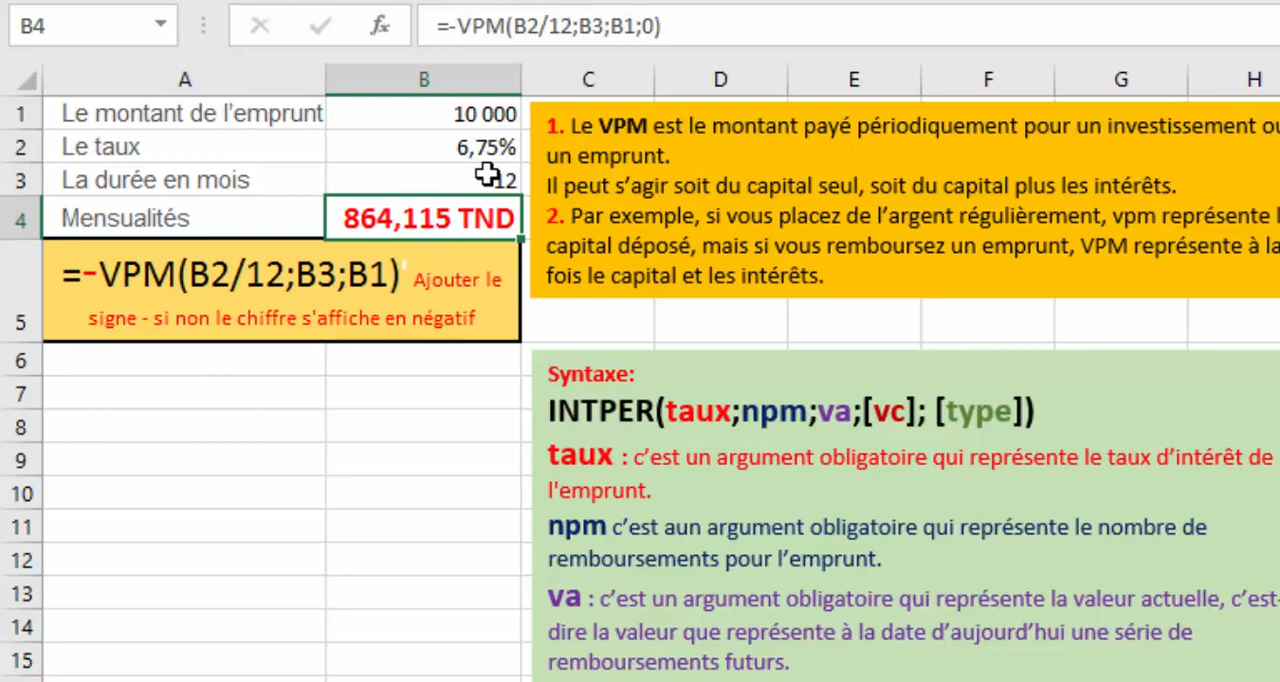 B4
fx
=-VPM(B2/12;B3;B1;0)
A B C D E F G H
1 Le montant de l'emprunt 10 000
2 Le taux 6,75%
3 La durée en mois 12
4 Mensualités 864,115 TND
5
=-VPM(B2/12;B3;B1)' Ajouter le
signe - si non le chiffre s'affiche en négatif
6
7
8
9
10
11
12
13
14
15
1. Le VPM est le montant payé périodiquement pour un investissement ou
un emprunt.
Il peut s'agir soit du capital seul, soit du capital plus les intérêts.
2. Par exemple, si vous placez de l'argent régulièrement, vpm représente l
capital déposé, mais si vous remboursez un emprunt, VPM représente à la
fois le capital et les intérêts.
Syntaxe:
INTPER(taux;npm;va;[vc]; [type])
taux : c'est un argument obligatoire qui représente le taux d'intérêt de
l'emprunt.
npm c'est aun argument obligatoire qui représente le nombre de
remboursements pour l'emprunt.
va : c'est un argument obligatoire qui représente la valeur actuelle, c'est-
dire la valeur que représente à la date d'aujourd'hui une série de
remboursements futurs.